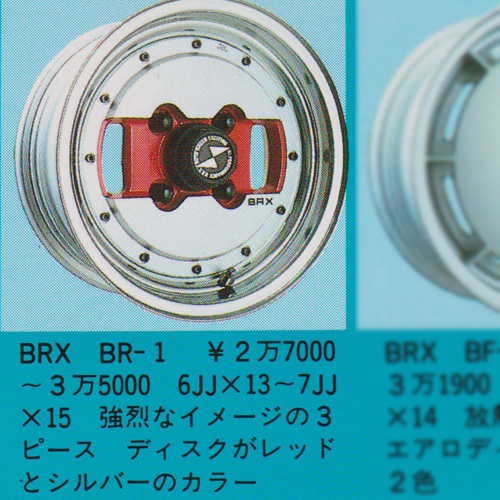 BRX
BRX BR-1 ¥2万7000
～3万5000 6JJ×13～7JJ
×15 強烈なイメージの3
ピース ディスクがレッド
とシルバーのカラー
BRX BF
3万1900
×14 放
エアロデ
2色